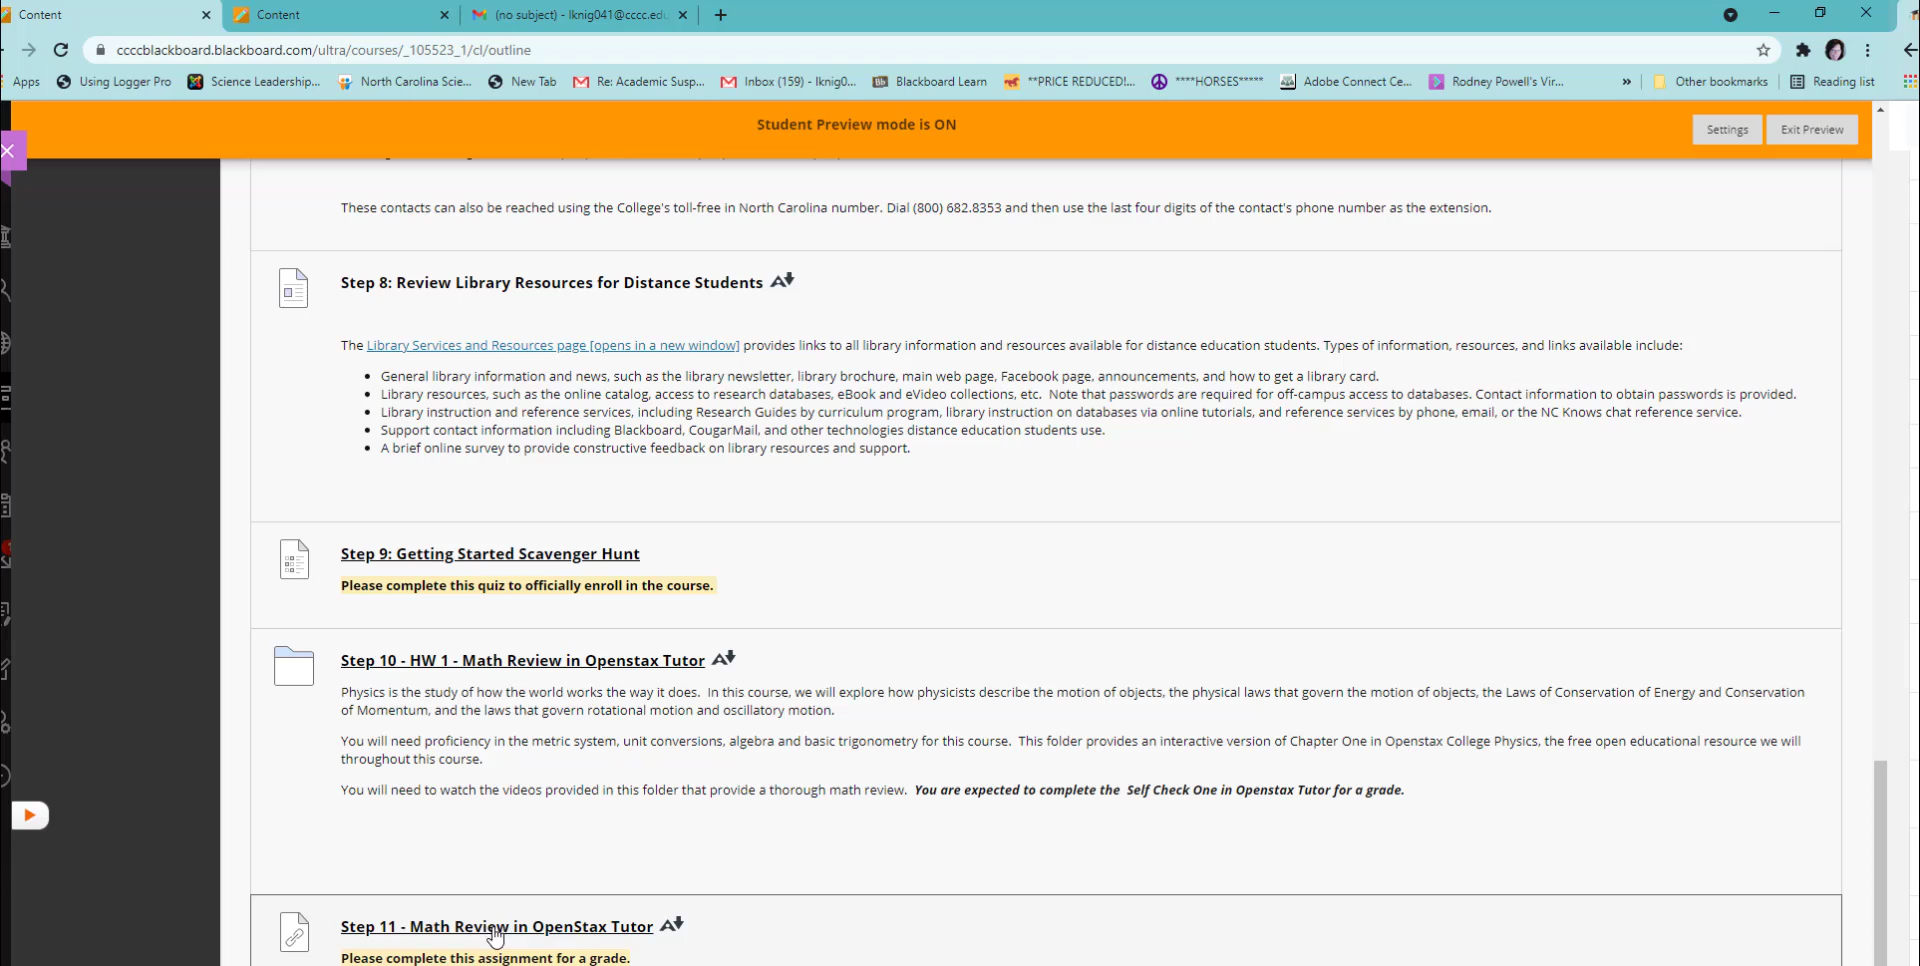 Content
Content
(no subject) - lknig041@cccc.edu
ccccblackboard.blackboard.com/ultra/courses/_105523_1/cl/outline
Apps
Using Logger Pro
Science Leadership...
North Carolina Scie...
New Tab
Re: Academic Susp...
Inbox (159) - lknig0...
Bb
Blackboard Learn
**PRICE REDUCED!...
****HORSES*****
Adobe Connect Ce...
Rodney Powell's Vir...
»
Other bookmarks
Reading list
Student Preview mode is ON
Settings
Exit Preview
These contacts can also be reached using the College's toll-free in North Carolina number. Dial (800) 682.8353 and then use the last four digits of the contact's phone number as the extension.
Step 8: Review Library Resources for Distance Students
The Library Services and Resources page [opens in a new window] provides links to all library information and resources available for distance education students. Types of information, resources, and links available include:
• General library information and news, such as the library newsletter, library brochure, main web page, Facebook page, announcements, and how to get a library card.
• Library resources, such as the online catalog, access to research databases, eBook and eVideo collections, etc. Note that passwords are required for off-campus access to databases. Contact information to obtain passwords is provided.
• Library instruction and reference services, including Research Guides by curriculum program, library instruction on databases via online tutorials, and reference services by phone, email, or the NC Knows chat reference service.
• Support contact information including Blackboard, CougarMail, and other technologies distance education students use.
• A brief online survey to provide constructive feedback on library resources and support.
Step 9: Getting Started Scavenger Hunt
Please complete this quiz to officially enroll in the course.
Step 10 - HW 1 - Math Review in Openstax Tutor
Physics is the study of how the world works the way it does. In this course, we will explore how physicists describe the motion of objects, the physical laws that govern the motion of objects, the Laws of Conservation of Energy and Conservation
of Momentum, and the laws that govern rotational motion and oscillatory motion.
You will need proficiency in the metric system, unit conversions, algebra and basic trigonometry for this course. This folder provides an interactive version of Chapter One in Openstax College Physics, the free open educational resource we will
throughout this course.
You will need to watch the videos provided in this folder that provide a thorough math review. You are expected to complete the Self Check One in Openstax Tutor for a grade.
Step 11 - Math Review in OpenStax Tutor
Please complete this assignment for a grade.